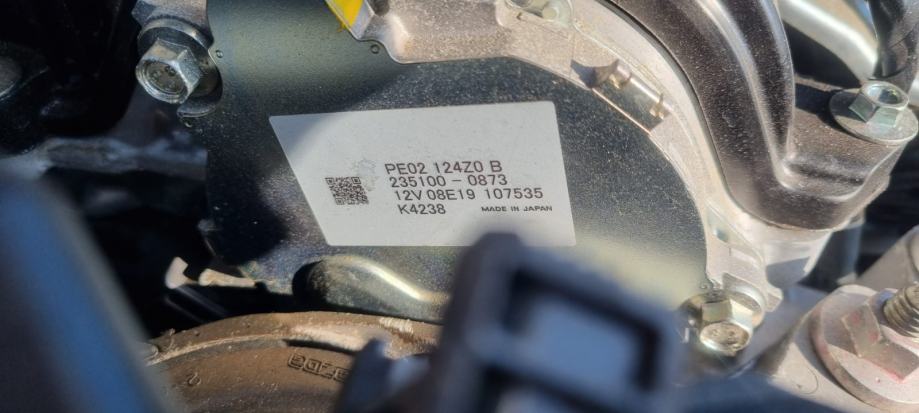 PE02 124Z0 B
235100-0873
12V 08E19 107535
K4238 MADE IN JAPAN